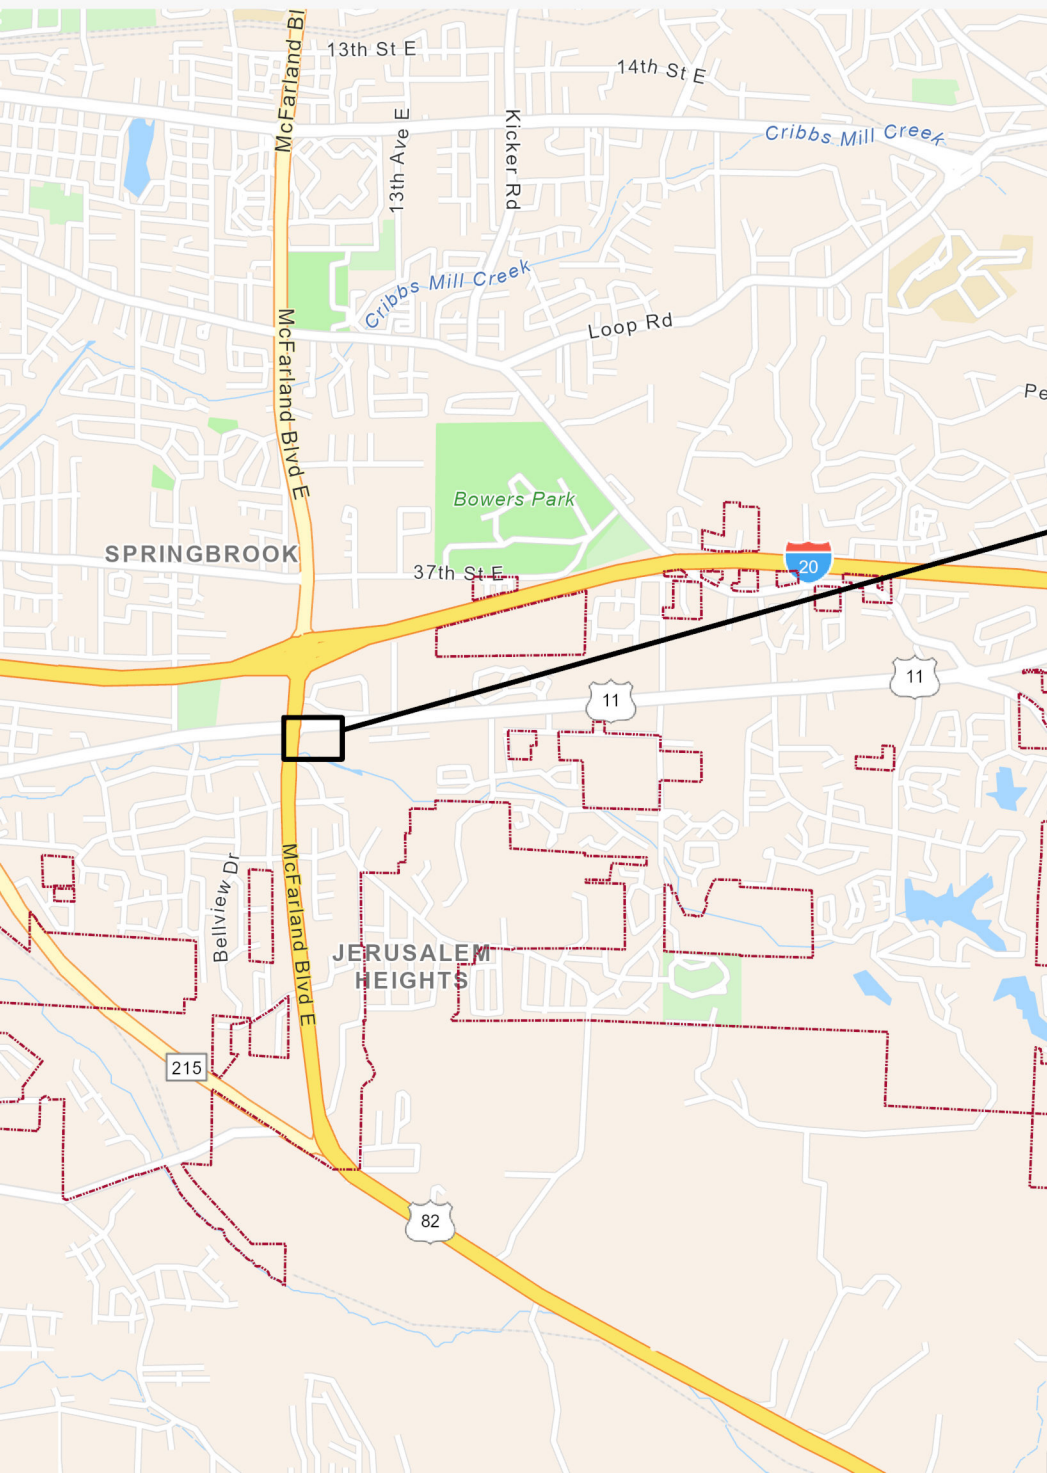 McFarland Bl
13th St E
14th St E
Kicker Rd
13th Ave E
Cribbs Mill Creek
Cribbs Mill Creek
McFarland Blvd E
Loop Rd
Pe
Bowers Park
SPRINGBROOK
37th St E
20
11
11
McFarland Blvd E
Bellview Dr
JERUSALEM
HEIGHTS
215
82